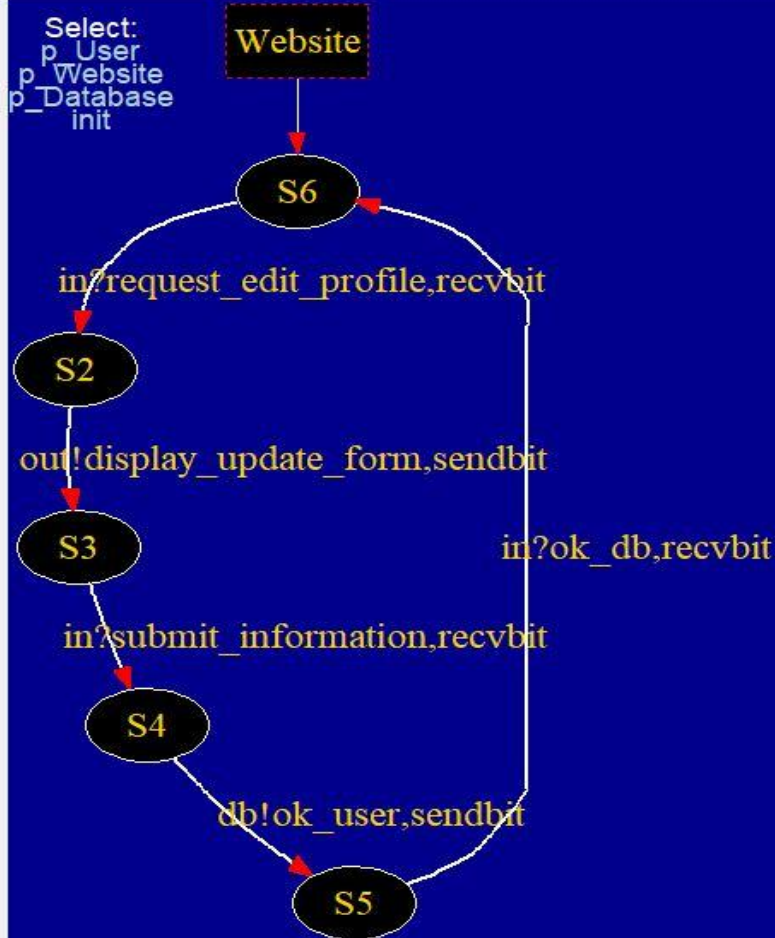 Select:
p_User
p_Website
p_Database
init
Website
S6
in?request_edit_profile,recvbit
S2
out!display_update_form,sendbit
S3
in?ok_db,recvbit
in?submit_information,recvbit
S4
db!ok_user,sendbit
S5